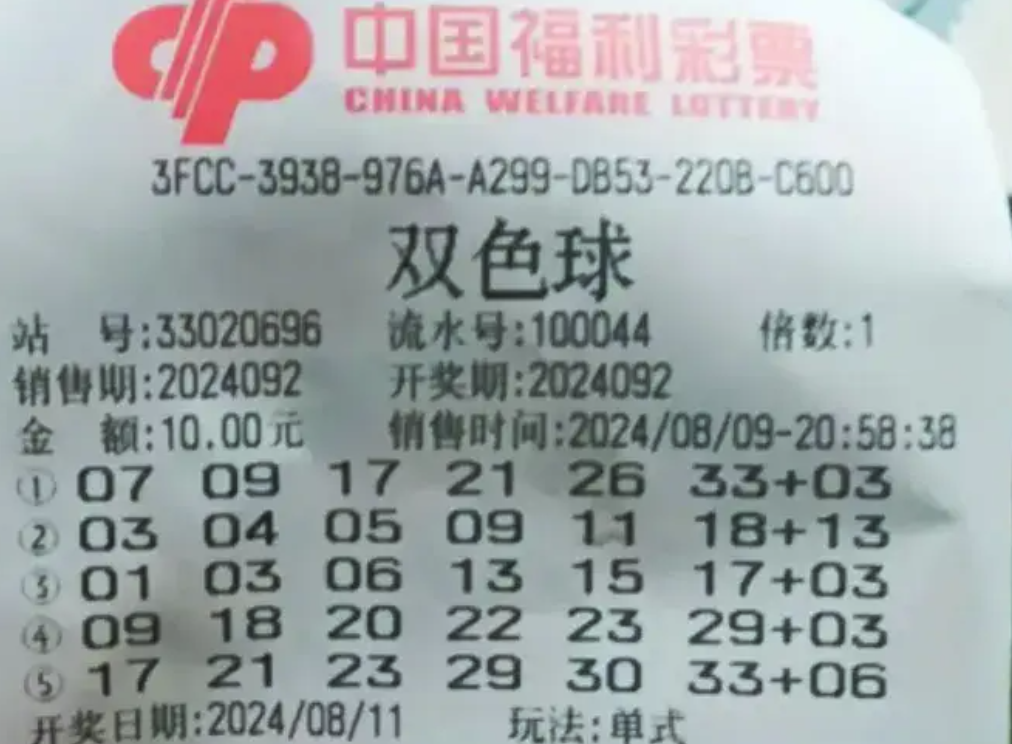 中国福利彩票
CHINA WELFARE LOTTERY
3FCC-3938-976A-A299-DB53-220B-C600
双色球
站 号:33020696 流水号:100044 倍数:1
销售期:2024092 开奖期:2024092
金 额:10.00元 销售时间:2024/08/09-20:58:38
① 07 09 17 21 26 33+03
② 03 04 05 09 11 18+13
③ 01 03 06 13 15 17+03
④ 09 18 20 22 23 29+03
⑤ 17 21 23 29 30 33+06
开奖日期:2024/08/11 玩法:单式